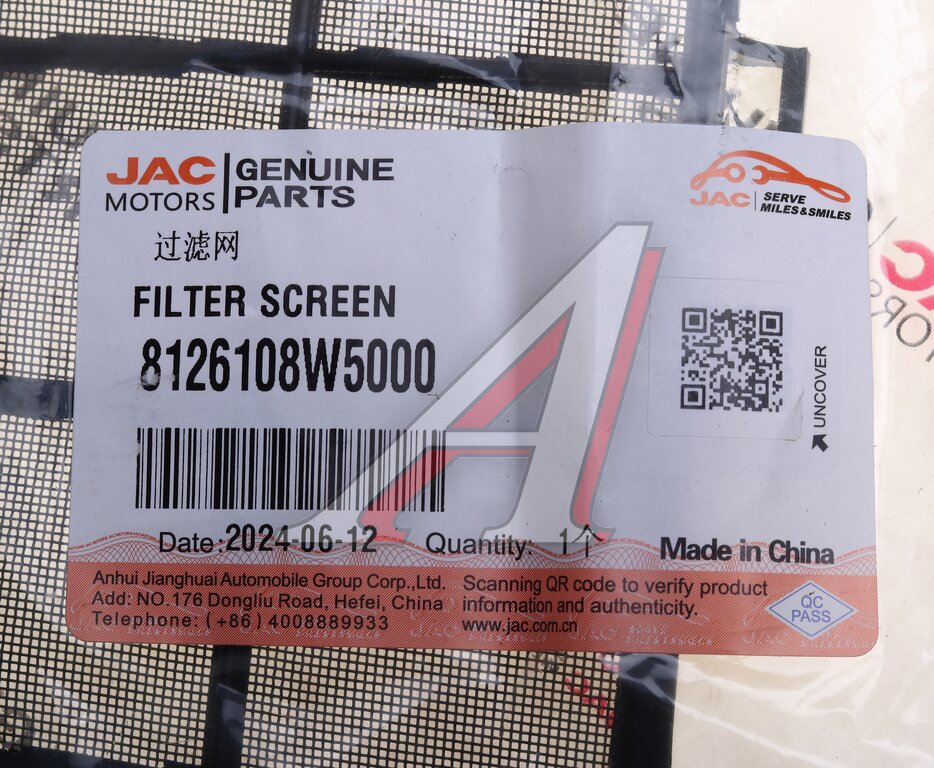 JAC MOTORS GENUINE PARTS
JAC SERVE MILES&SMILES
过滤网
FILTER SCREEN
8126108W5000
UNCOVER
Date: 2024-06-12 Quantity: 1个 Made in China
Anhui Jianghuai Automobile Group Corp., Ltd.
Add: NO.176 Dongliu Road, Hefei, China
Telephone: (+86) 4008889933
Scanning QR code to verify product
information and authenticity.
www.jac.com.cn
QC
PASS